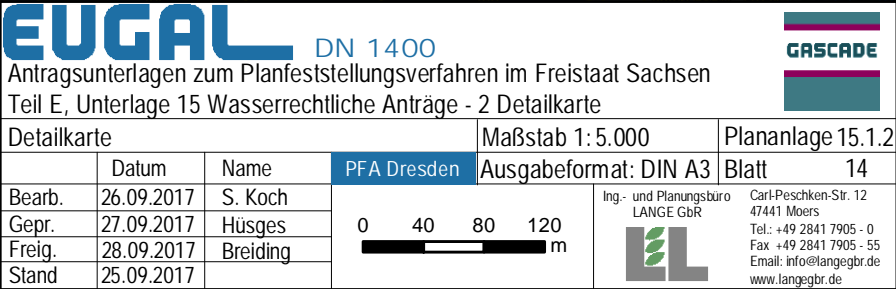 EUGAL DN 1400
GASCADE
Antragsunterlagen zum Planfeststellungsverfahren im Freistaat Sachsen
Teil E, Unterlage 15 Wasserrechtliche Anträge - 2 Detailkarte
Detailkarte Maßstab 1: 5.000 Plananlage 15.1.2
Datum Name PFA Dresden Ausgabeformat: DIN A3 Blatt 14
Bearb. 26.09.2017 S. Koch
Gepr. 27.09.2017 Hüsges
Freig. 28.09.2017 Breiding
Stand 25.09.2017
0 40 80 120
m
Ing.- und Planungsbüro
LANGE GbR
LL
Carl-Peschken-Str. 12
47441 Moers
Tel.: +49 2841 7905 - 0
Fax +49 2841 7905 - 55
Email: info@langegbr.de
www.langegbr.de